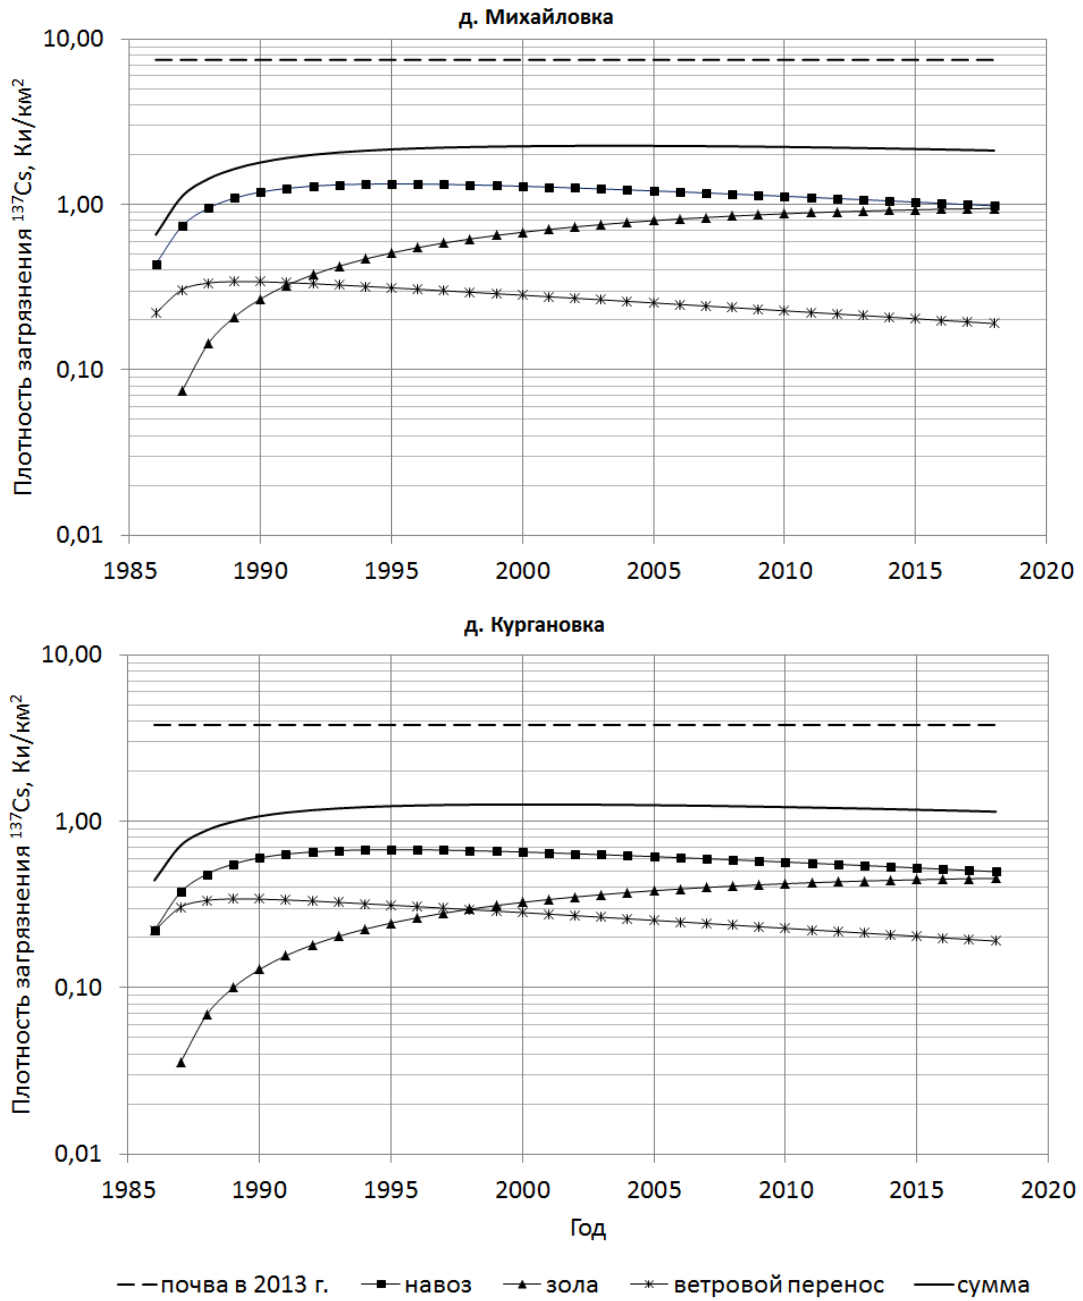 д. Михайловка
Плотность загрязнения ¹³⁷Cs, Ки/км²
10,00
1,00
0,10
0,01
1985 1990 1995 2000 2005 2010 2015 2020
д. Кургановка
Плотность загрязнения ¹³⁷Cs, Ки/км²
10,00
1,00
0,10
0,01
1985 1990 1995 2000 2005 2010 2015 2020
Год
почва в 2013 г. навоз зола ветровой перенос сумма